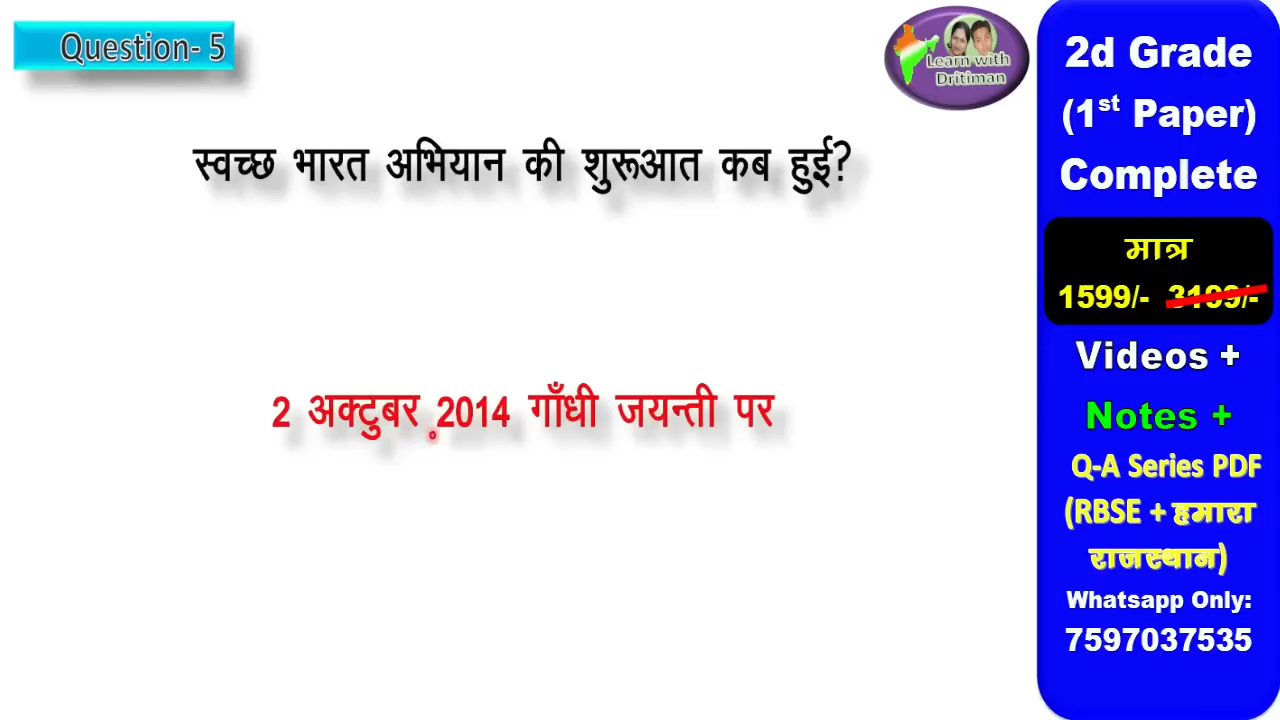 Question- 5
Learn with
Dritiman
स्वच्छ भारत अभियान की शुरूआत कब हुई?
2 अक्टुबर 2014 गाँधी जयन्ती पर
2d Grade
(1st Paper)
Complete
मात्र
1599/- 3199/-
Videos +
Notes +
Q-A Series PDF
(RBSE + हमारा
राजस्थान)
Whatsapp Only:
7597037535